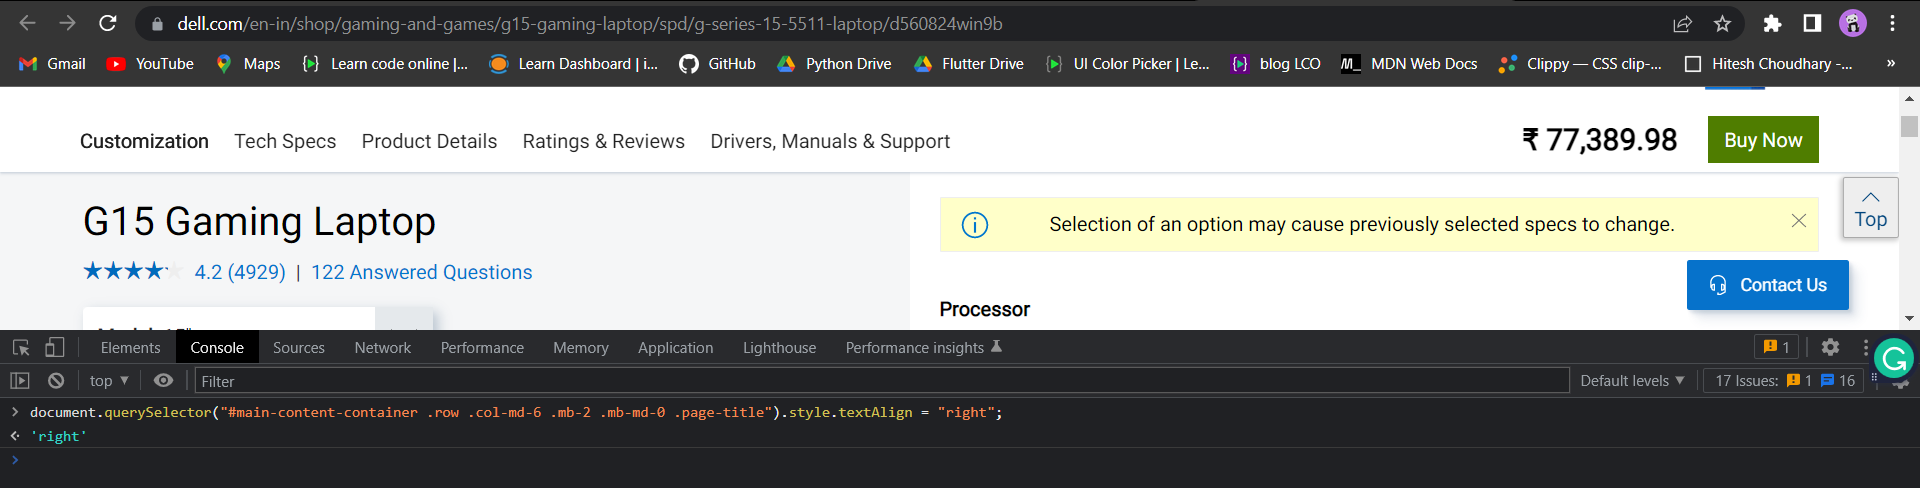 dell.com/en-in/shop/gaming-and-games/g15-gaming-laptop/spd/g-series-15-5511-laptop/d560824win9b
Gmail YouTube Maps Learn code online |... Learn Dashboard | i... GitHub Python Drive Flutter Drive UI Color Picker | Le... blog LCO MDN Web Docs Clippy — CSS clip-... Hitesh Choudhary -... »
Customization Tech Specs Product Details Ratings & Reviews Drivers, Manuals & Support ₹ 77,389.98 Buy Now
G15 Gaming Laptop
4.2 (4929) | 122 Answered Questions
Selection of an option may cause previously selected specs to change.
Top
Contact Us
Processor
Elements Console Sources Network Performance Memory Application Lighthouse Performance insights 1
top Filter Default levels 17 Issues: 1 16
document.querySelector("#main-content-container .row .col-md-6 .mb-2 .mb-md-0 .page-title").style.textAlign = "right";
'right'